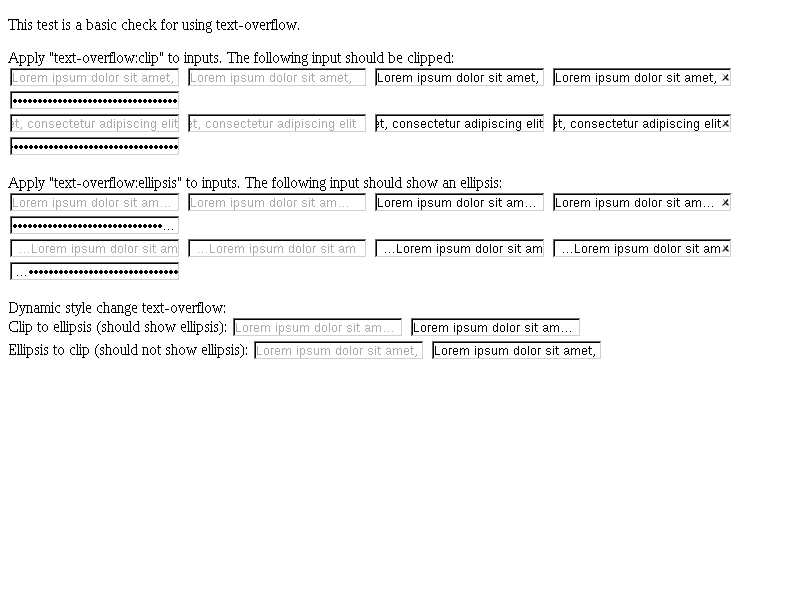 This test is a basic check for using text-overflow.
Apply "text-overflow:clip" to inputs. The following input should be clipped:
Lorem ipsum dolor sit amet, Lorem ipsum dolor sit amet, Lorem ipsum dolor sit amet, Lorem ipsum dolor sit amet,
••••••••••••••••••••••••••••••••••
et, consectetur adipiscing elit et, consectetur adipiscing elit et, consectetur adipiscing elit et, consectetur adipiscing elit
••••••••••••••••••••••••••••••••••
Apply "text-overflow:ellipsis" to inputs. The following input should show an ellipsis:
Lorem ipsum dolor sit am… Lorem ipsum dolor sit am… Lorem ipsum dolor sit am… Lorem ipsum dolor sit am…
••••••••••••••••••••••••••••••…
…Lorem ipsum dolor sit am …Lorem ipsum dolor sit am …Lorem ipsum dolor sit am …Lorem ipsum dolor sit am
…••••••••••••••••••••••••••••••
Dynamic style change text-overflow:
Clip to ellipsis (should show ellipsis): Lorem ipsum dolor sit am… Lorem ipsum dolor sit am…
Ellipsis to clip (should not show ellipsis): Lorem ipsum dolor sit amet, Lorem ipsum dolor sit amet,